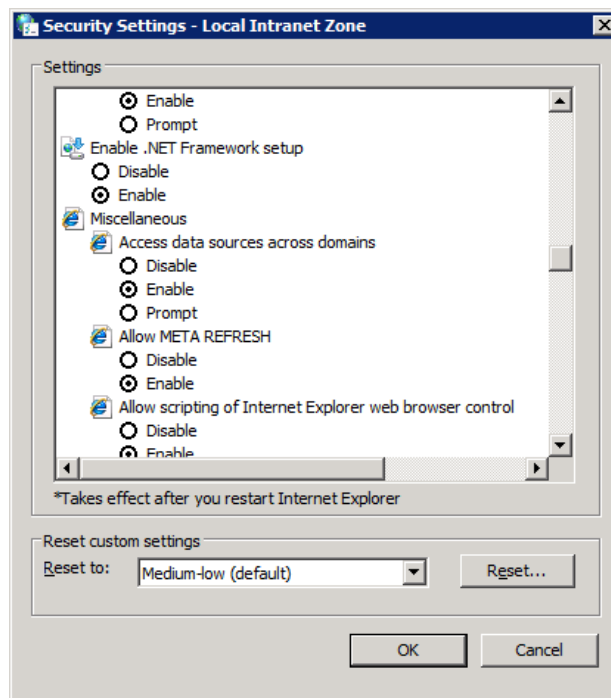 Security Settings - Local Intranet Zone
Settings
Enable
Prompt
Enable .NET Framework setup
Disable
Enable
Miscellaneous
Access data sources across domains
Disable
Enable
Prompt
Allow META REFRESH
Disable
Enable
Allow scripting of Internet Explorer web browser control
Disable
Enable
*Takes effect after you restart Internet Explorer
Reset custom settings
Reset to: Medium-low (default) Reset...
OK Cancel